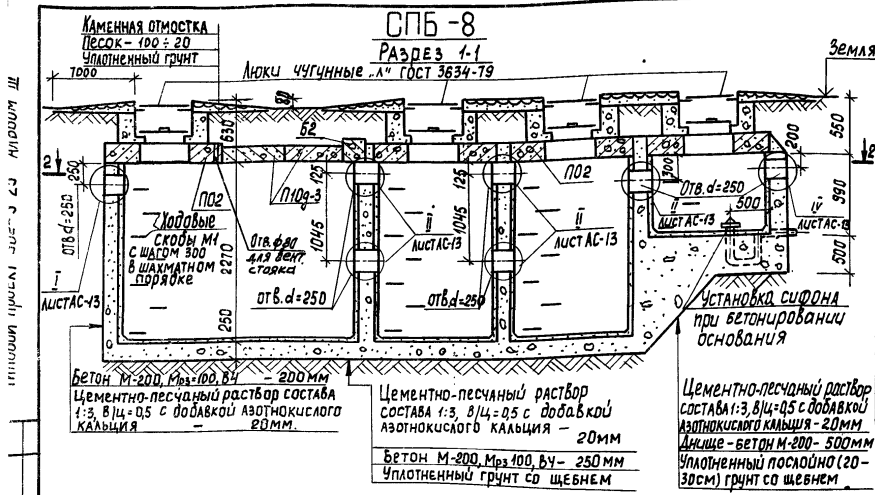 СПБ-8
Разрез 1-1
Каменная отмостка
Песок - 100 ÷ 20
Уплотненный грунт
Люки чугунные „Л" ГОСТ 3634-79
Земля
1000
80
630
Б2
550
200
2
2
250
125
125
300
990
500
500
ПО2
П10д-3
ПО2
Отв. d=250
Отв. d=250
Ходовые
скобы М1
с шагом 300
в шахматном
порядке
2270
250
Отв. ф80
для вент.
стояка
1045
1045
II
лист АС-13
II
лист АС-13
II
лист АС-13
IV
лист АС-13
I
лист АС-13
отв. d=250
отв. d=250
Установка сифона
при бетонировании
основания
Бетон М-200, Мрз=100, В4 - 200мм
Цементно-песчаный раствор состава
1:3, В/Ц=0,5 с добавкой азотнокислого
кальция - 20мм.
Цементно-песчаный раствор
состава 1:3, В/Ц=0,5 с добавкой
азотнокислого кальция -
20мм
Бетон М-200, Мрз 100, В4 - 250мм
Уплотненный грунт со щебнем
Цементно-песчаный раствор
состава 1:3, В/Ц=0,5 с добавкой
азотнокислого кальция - 20мм
Днище - бетон М-200 - 500мм
Уплотненный послойно (20-
30см) грунт со щебнем